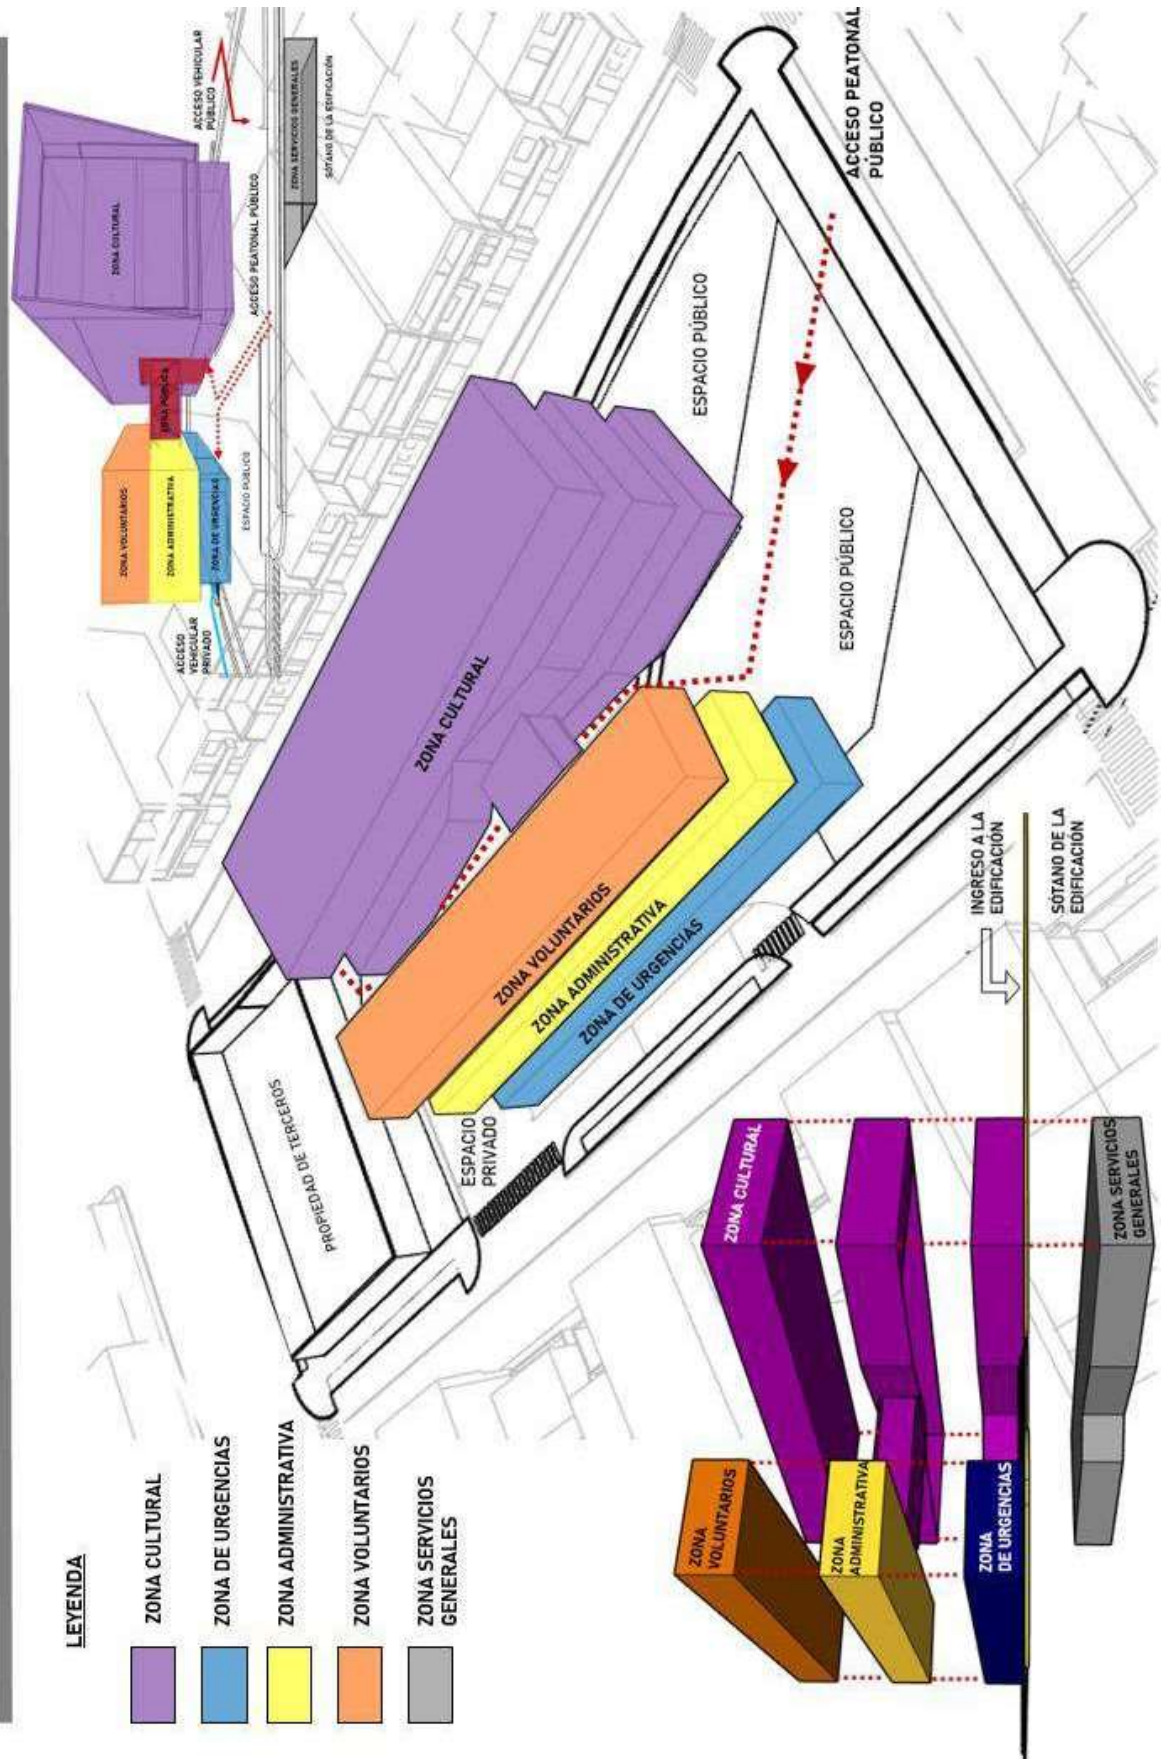 LEYENDA
ZONA CULTURAL
ZONA DE URGENCIAS
ZONA ADMINISTRATIVA
ZONA VOLUNTARIOS
ZONA SERVICIOS
GENERALES
ZONA VOLUNTARIOS
ZONA ADMINISTRATIVA
ZONA DE URGENCIAS
PÚBLICA
ZONA CULTURAL
ACCESO
VEHICULAR
PRIVADO
ESPACIO PÚBLICO
ACCESO PEATONAL PÚBLICO
ACCESO VEHICULAR
PÚBLICO
ZONA SERVICIOS GENERALES
SÓTANO DE LA EDIFICACIÓN
PROPIEDAD DE TERCEROS
ZONA CULTURAL
ZONA VOLUNTARIOS
ZONA ADMINISTRATIVA
ZONA DE URGENCIAS
ESPACIO
PRIVADO
ESPACIO PÚBLICO
ESPACIO PÚBLICO
ACCESO PEATONAL
PÚBLICO
ZONA
VOLUNTARIOS
ZONA
ADMINISTRATIVA
ZONA
DE URGENCIAS
ZONA CULTURAL
ZONA SERVICIOS
GENERALES
INGRESO A LA
EDIFICACIÓN
SÓTANO DE LA
EDIFICACIÓN